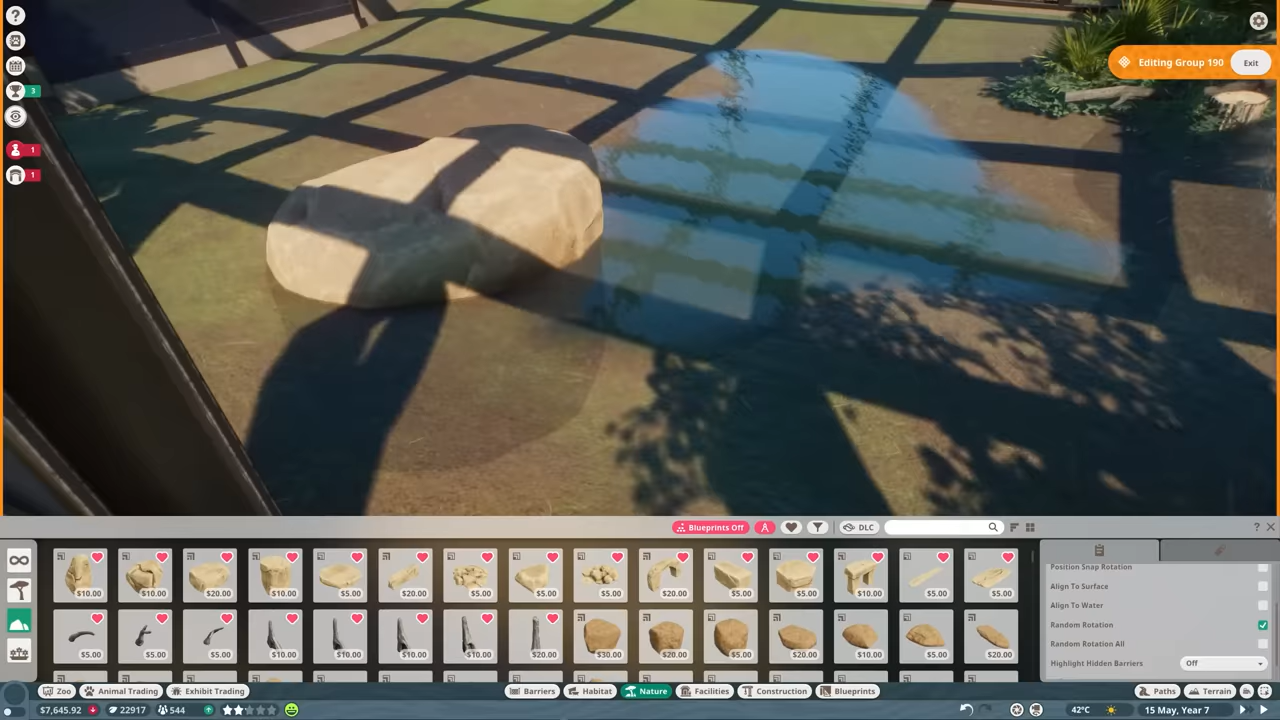 ?
Editing Group 190 Exit
3
1
1
Blueprints Off DLC
? ×
$10.00 $10.00 $20.00 $10.00 $5.00 $20.00 $5.00 $5.00 $5.00 $20.00 $5.00 $5.00 $10.00 $5.00 $5.00
$5.00 $5.00 $5.00 $10.00 $10.00 $10.00 $10.00 $20.00 $30.00 $20.00 $5.00 $20.00 $10.00 $5.00 $20.00
Position Snap Rotation
Align To Surface
Align To Water
Random Rotation
Random Rotation All
Highlight Hidden Barriers Off
Zoo Animal Trading Exhibit Trading Barriers Habitat Nature Facilities Construction Blueprints Paths Terrain
$7,645.92 22917 544 42°C 15 May, Year 7